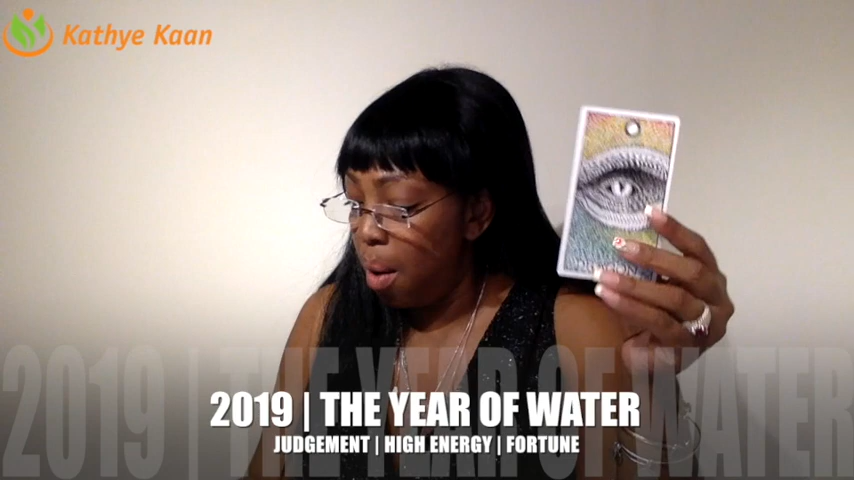 Kathye Kaan
2019 | THE YEAR OF WATER
2019 | THE YEAR OF WATER
JUDGEMENT | HIGH ENERGY | FORTUNE